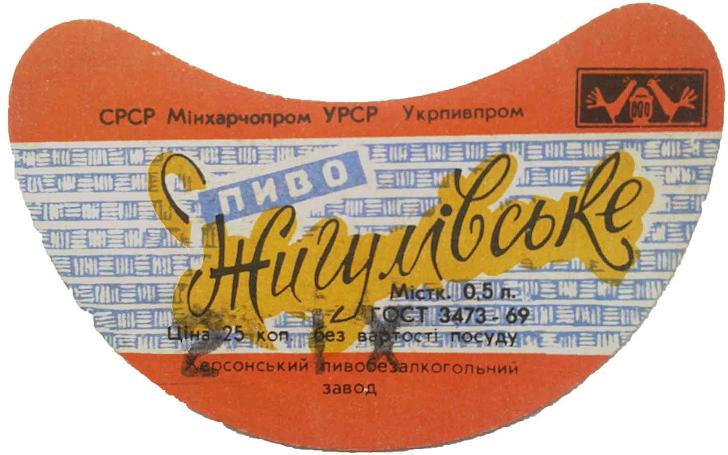 СРСР Мінхарчопром УРСР Укрпивпром
ПИВО
Жигулівське
Містк. 0,5 л.
ГОСТ 3473-69
Ціна 25 коп. без вартості посуду
Херсонський пивобезалкогольний
завод